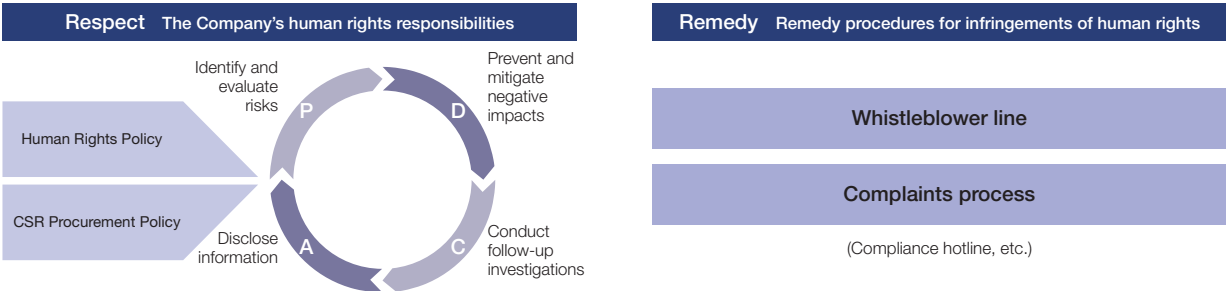 Respect The Company's human rights responsibilities
Identify and
evaluate
risks
Prevent and
mitigate
negative
impacts
P
D
Human Rights Policy
CSR Procurement Policy
Disclose
information
A
C
Conduct
follow-up
investigations
Remedy Remedy procedures for infringements of human rights
Whistleblower line
Complaints process
(Compliance hotline, etc.)